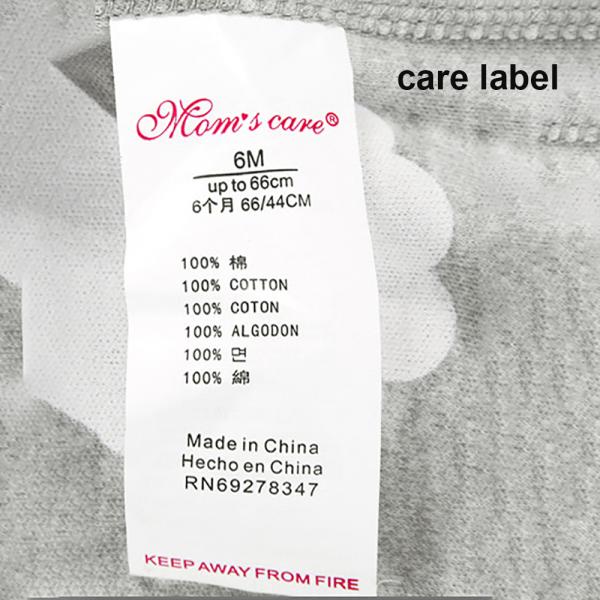 care label
Mom's care®
6M
up to 66cm
6个月 66/44CM
100% 棉
100% COTTON
100% COTON
100% ALGODON
100% 면
100% 綿
Made in China
Hecho en China
RN69278347
KEEP AWAY FROM FIRE